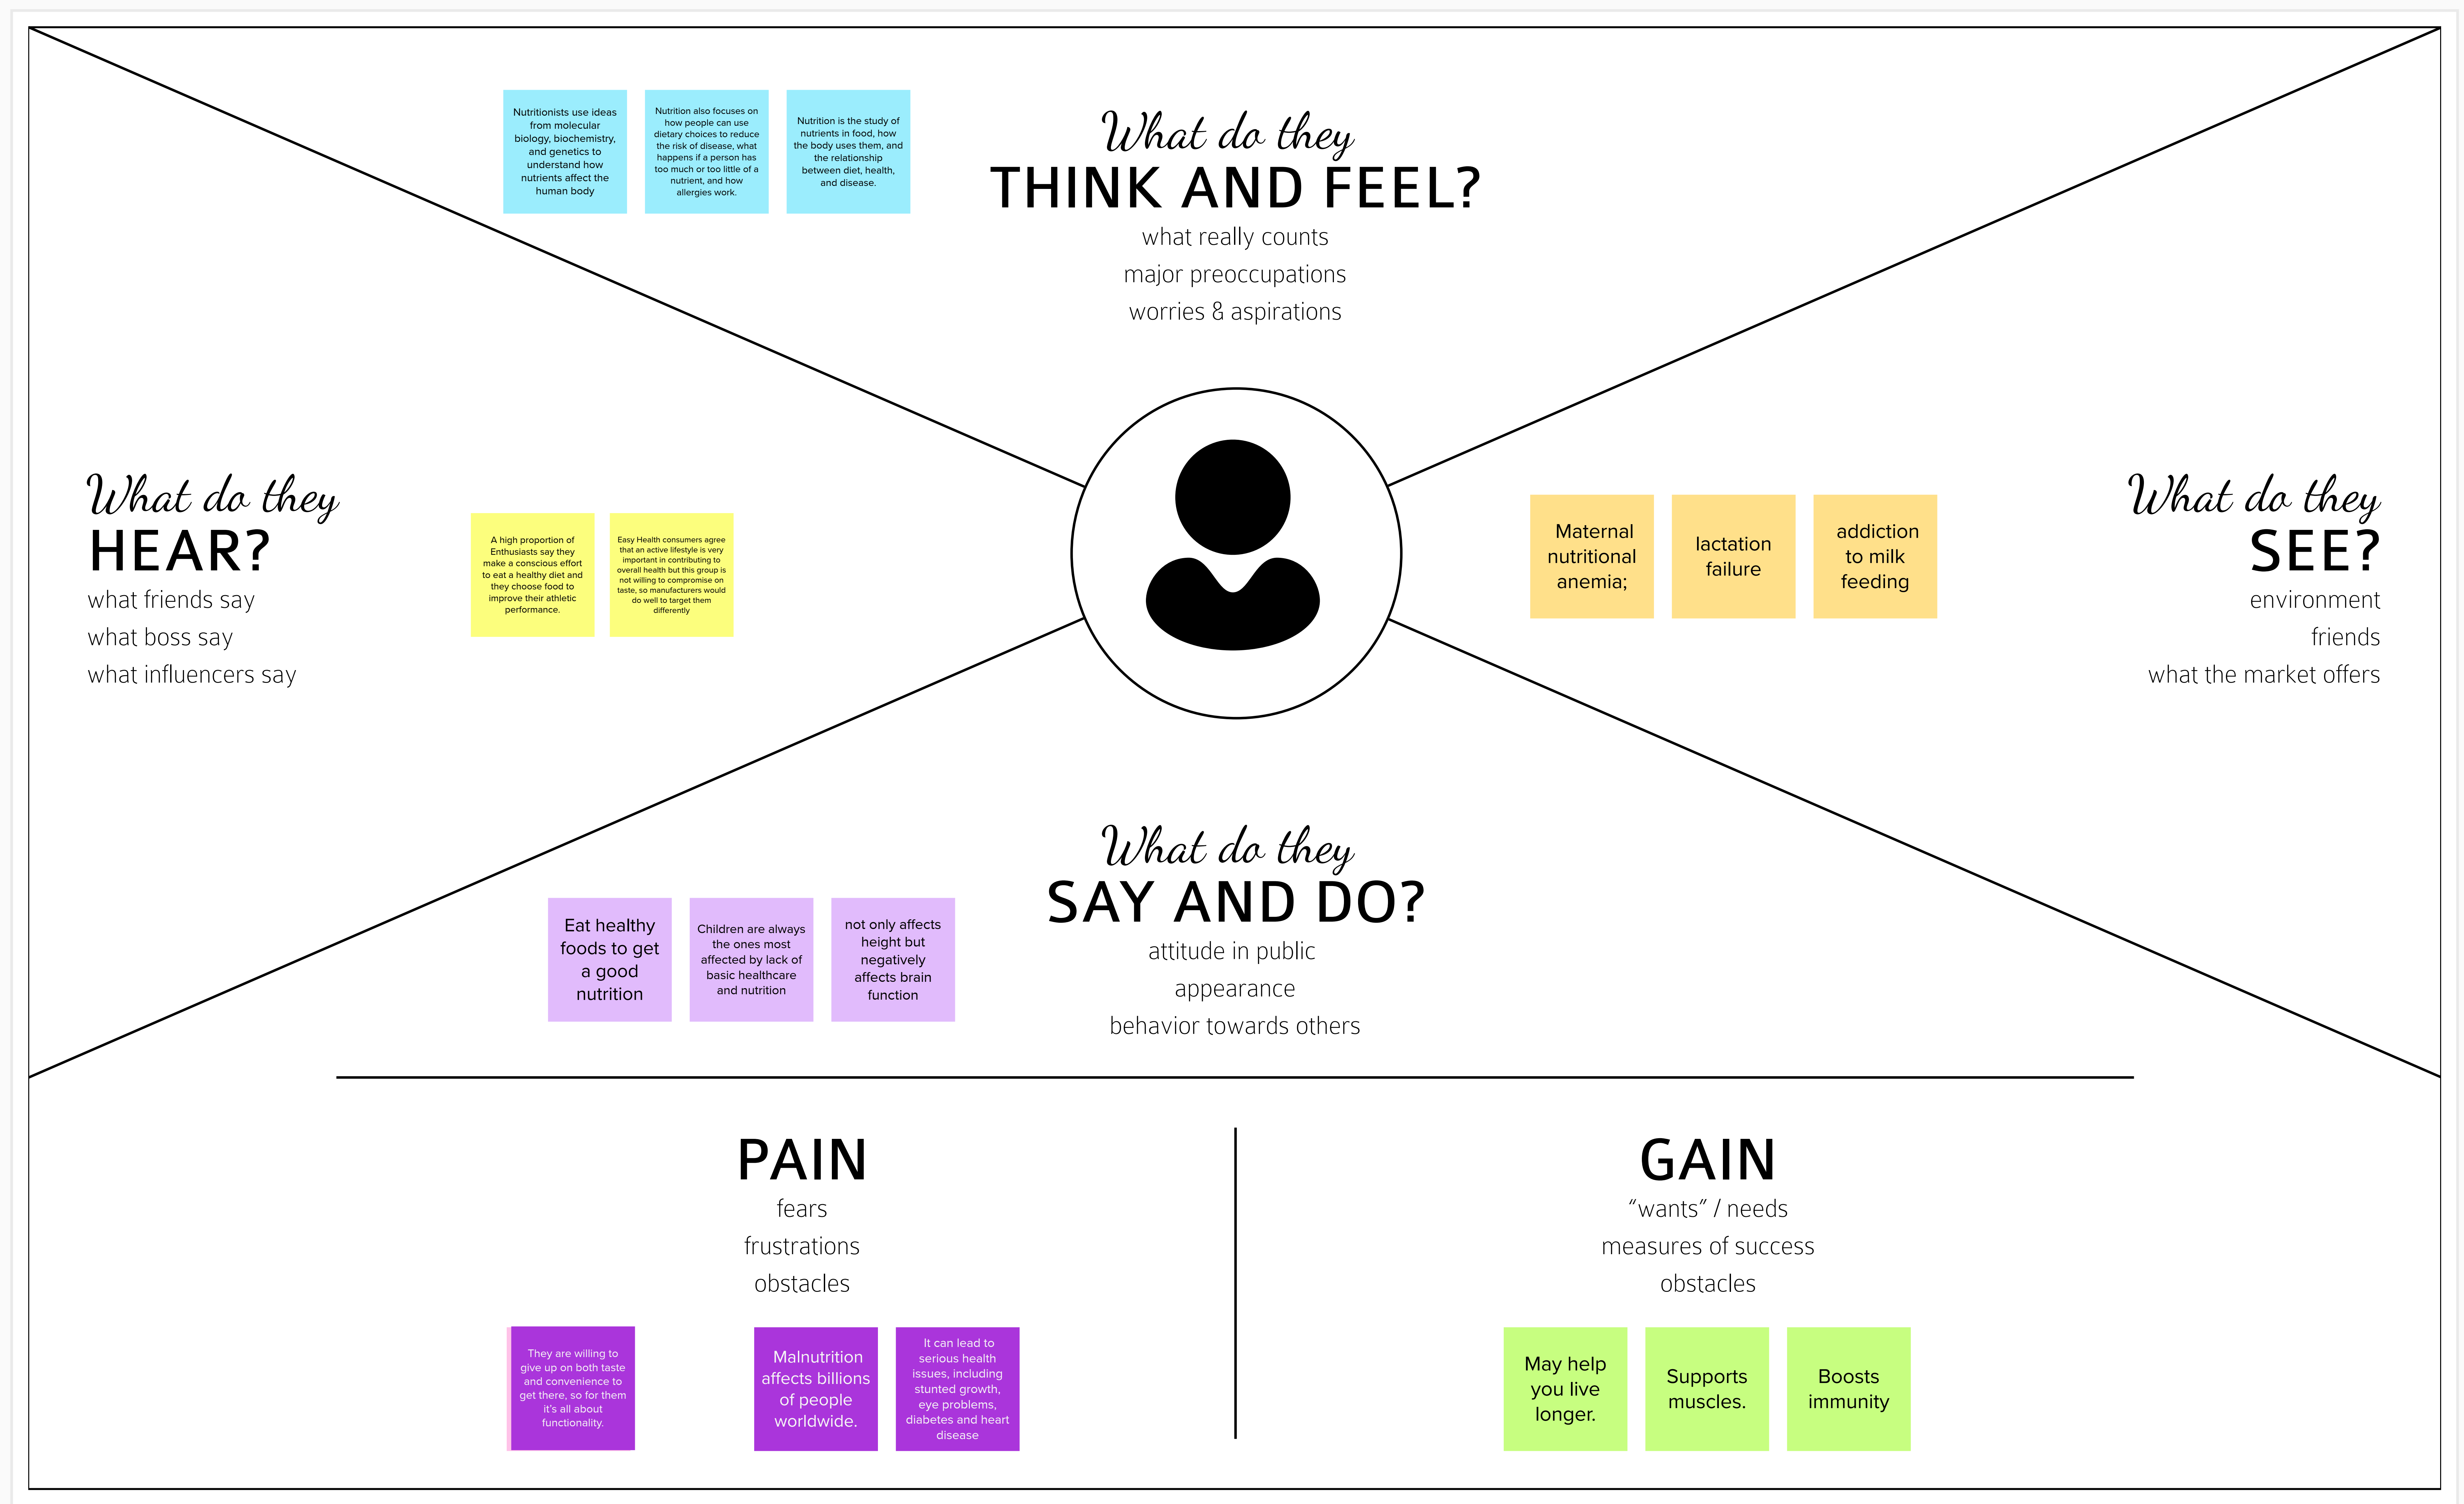 Nutritionists use ideas
from molecular
biology, biochemistry,
and genetics to
understand how
nutrients affect the
human body
Nutrition also focuses on
how people can use
dietary choices to reduce
the risk of disease, what
happens if a person has
too much or too little of a
nutrient, and how
allergies work.
Nutrition is the study of
nutrients in food, how
the body uses them, and
the relationship
between diet, health,
and disease.
What do they
THINK AND FEEL?
what really counts
major preoccupations
worries & aspirations
What do they
HEAR?
what friends say
what boss say
what influencers say
A high proportion of
Enthusiasts say they
make a conscious effort
to eat a healthy diet and
they choose food to
improve their athletic
performance.
Easy Health consumers agree
that an active lifestyle is very
important in contributing to
overall health but this group is
not willing to compromise on
taste, so manufacturers would
do well to target them
differently
Maternal
nutritional
anemia;
lactation
failure
addiction
to milk
feeding
What do they
SEE?
environment
friends
what the market offers
What do they
SAY AND DO?
attitude in public
appearance
behavior towards others
Eat healthy
foods to get
a good
nutrition
Children are always
the ones most
affected by lack of
basic healthcare
and nutrition
not only affects
height but
negatively
affects brain
function
PAIN
fears
frustrations
obstacles
They are willing to
give up on both taste
and convenience to
get there, so for them
it's all about
functionality.
Malnutrition
affects billions
of people
worldwide.
It can lead to
serious health
issues, including
stunted growth,
eye problems,
diabetes and heart
disease
GAIN
“wants” / needs
measures of success
obstacles
May help
you live
longer.
Supports
muscles.
Boosts
immunity